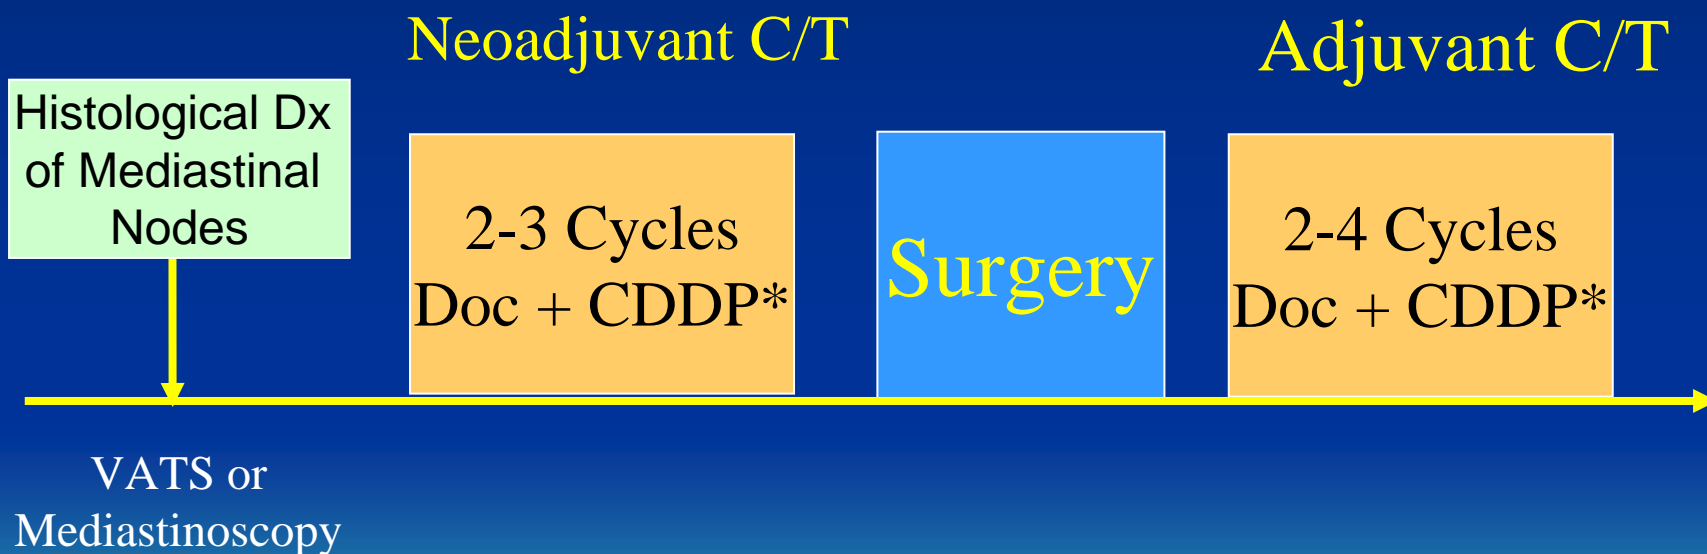 Neoadjuvant C/T
Adjuvant C/T
Histological Dx
of Mediastinal
Nodes
2-3 Cycles
Doc + CDDP*
Surgery
2-4 Cycles
Doc + CDDP*
VATS or
Mediastinoscopy